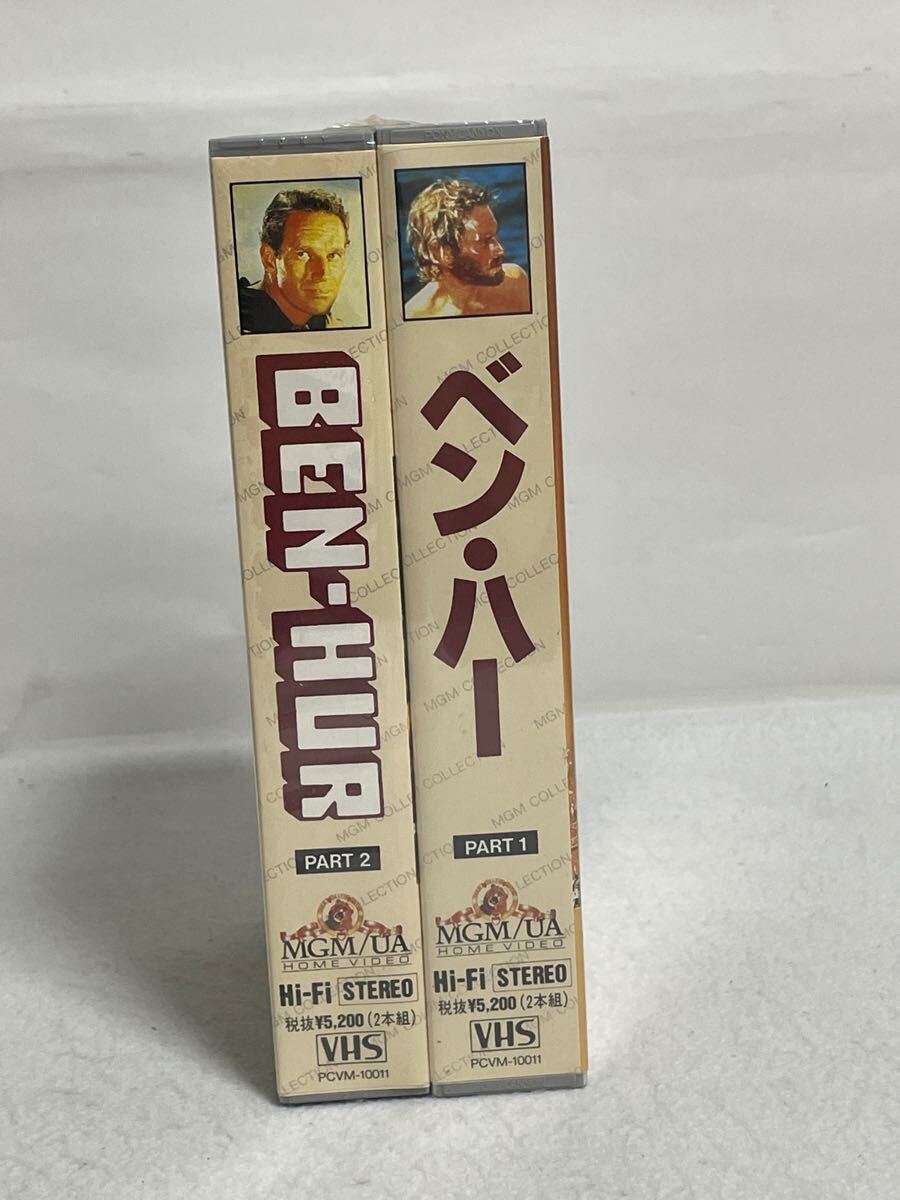 BEN-HUR
PART 2
MGM/UA
HOME VIDEO
Hi-Fi STEREO
税抜¥5,200(2本組)
VHS
PCVM-10011
ベン・ハー
PART 1
MGM/UA
HOME VIDEO
Hi-Fi STEREO
税抜¥5,200(2本組)
VHS
PCVM-10011
MGM COLLECTION